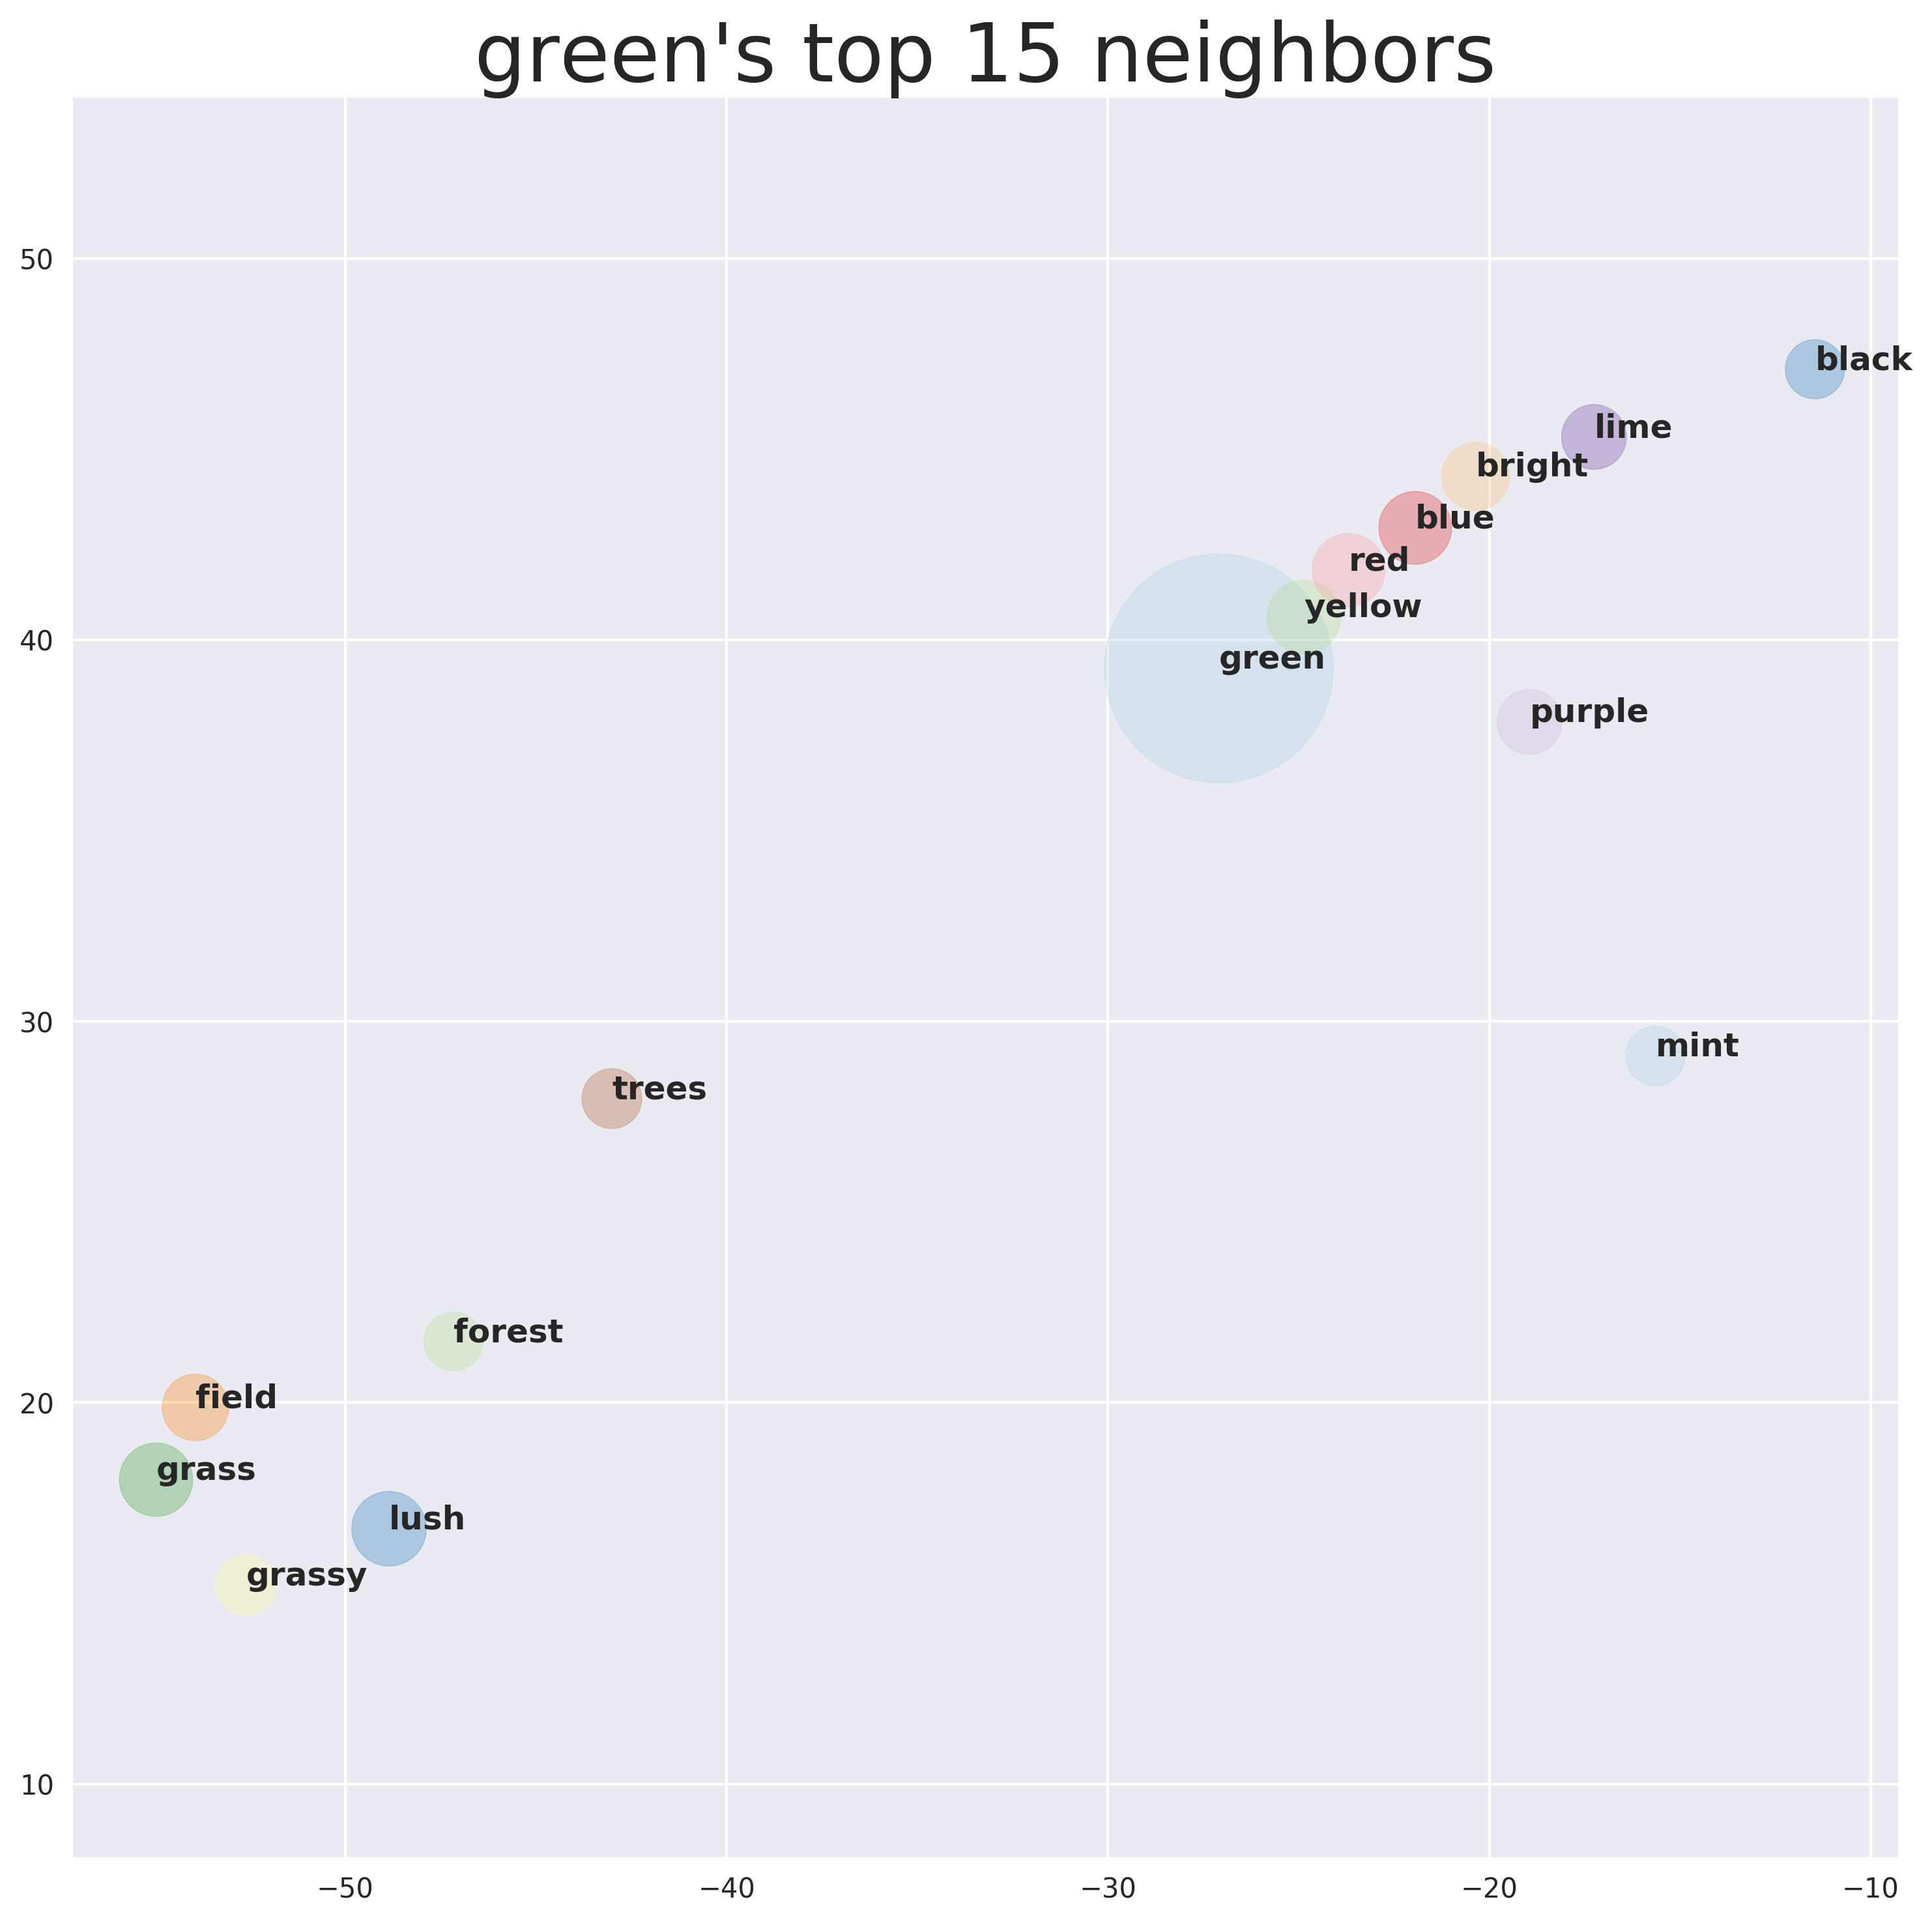 green's top 15 neighbors
50
black
lime
bright
blue
red
yellow
40
green
purple
30
mint
trees
forest
20
field
grass
lush
grassy
10
−50
−40
−30
−20
−10